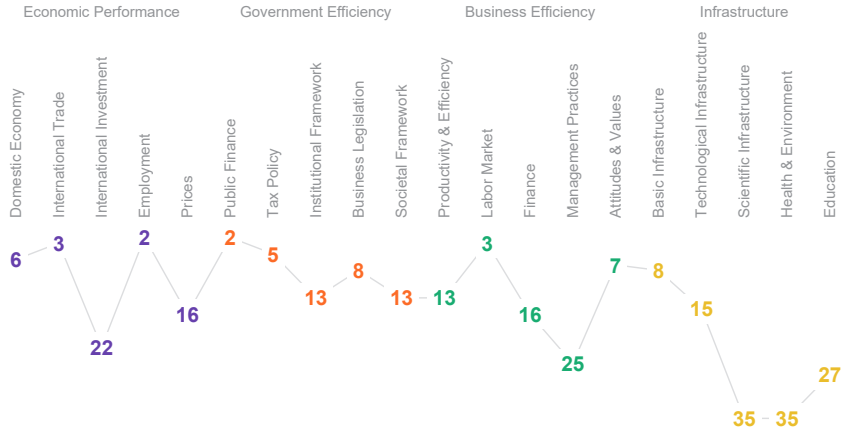 Economic Performance
Government Efficiency
Business Efficiency
Infrastructure
Domestic Economy
International Trade
International Investment
Employment
Prices
Public Finance
Tax Policy
Institutional Framework
Business Legislation
Societal Framework
Productivity & Efficiency
Labor Market
Finance
Management Practices
Attitudes & Values
Basic Infrastructure
Technological Infrastructure
Scientific Infrastructure
Health & Environment
Education
6
3
22
2
16
2
5
13
8
13
13
3
16
25
7
8
15
35
35
27